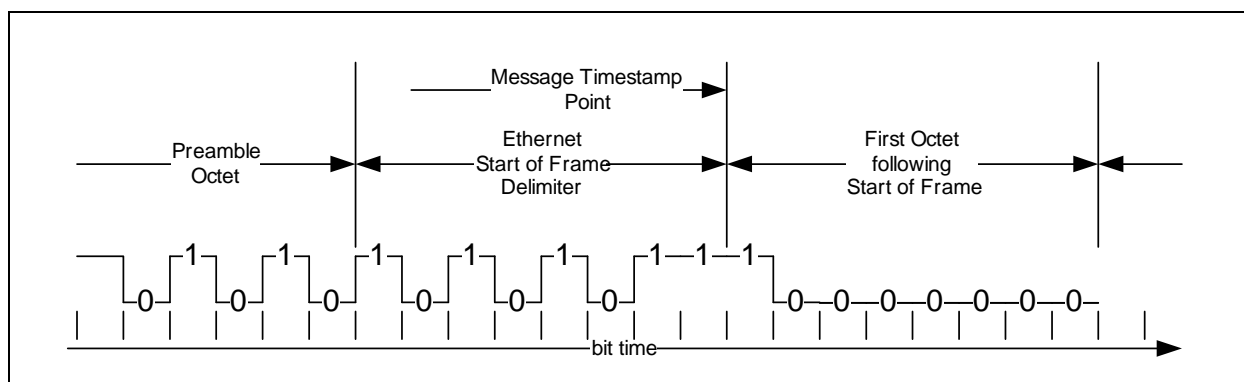 Message Timestamp
Point
Preamble
Octet
Ethernet
Start of Frame
Delimiter
First Octet
following
Start of Frame
0 1 0 1 0 1 0 1 0 1 0 1 1 1 0 0 0 0 0 0 0
bit time